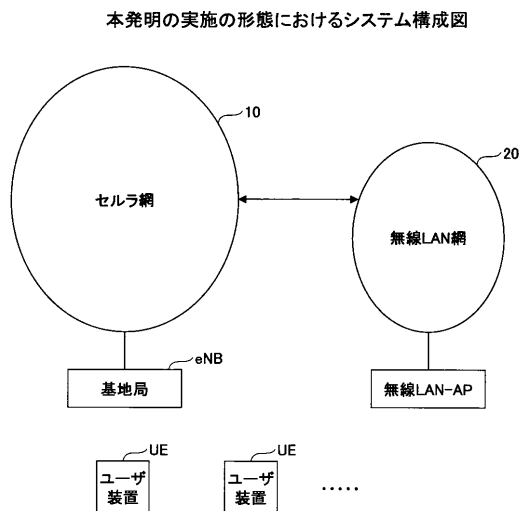 本発明の実施の形態におけるシステム構成図
10
20
セルラ網
無線LAN網
eNB
基地局
無線LAN-AP
UE
UE
ユーザ
装置
ユーザ
装置
.....